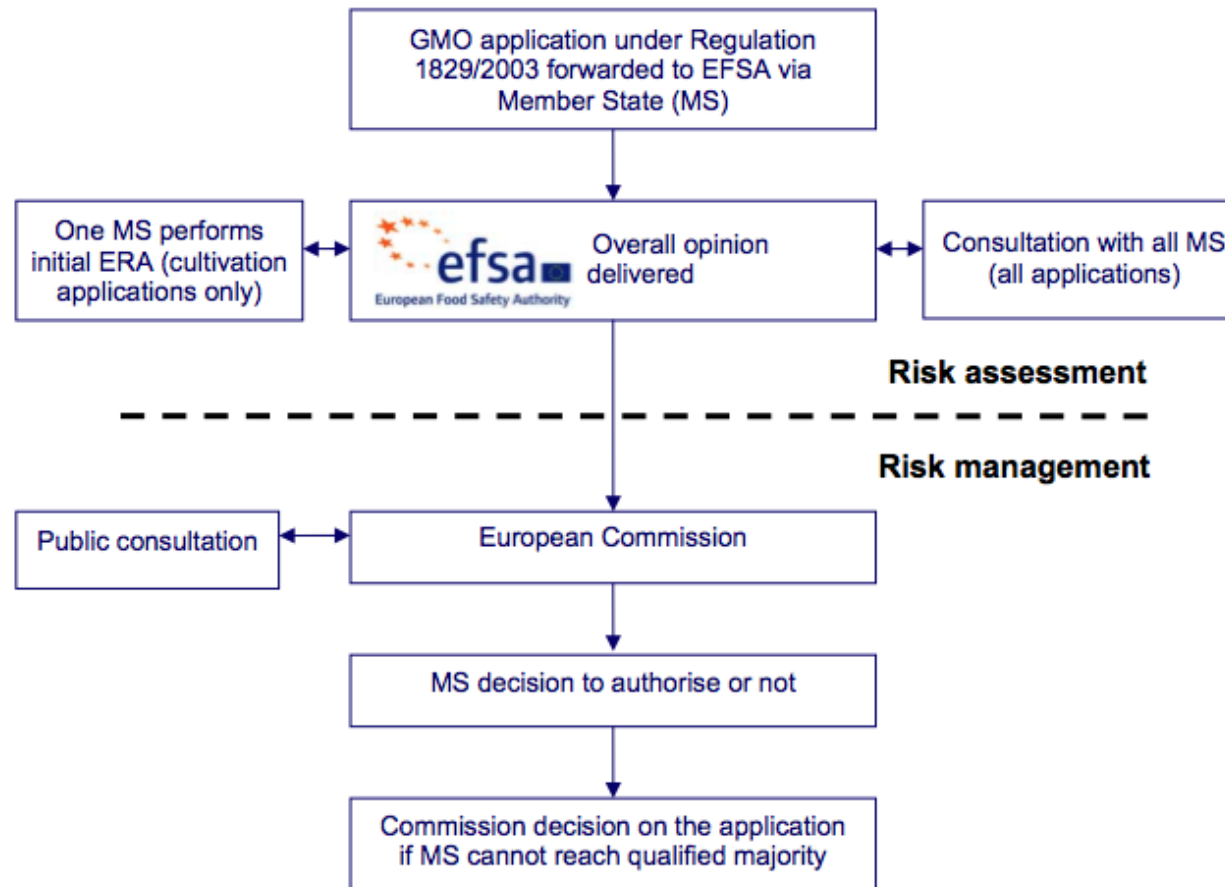 GMO application under Regulation
1829/2003 forwarded to EFSA via
Member State (MS)
One MS performs
initial ERA (cultivation
applications only)
efsa
European Food Safety Authority
Overall opinion
delivered
Consultation with all MS
(all applications)
Risk assessment
Risk management
Public consultation
European Commission
MS decision to authorise or not
Commission decision on the application
if MS cannot reach qualified majority